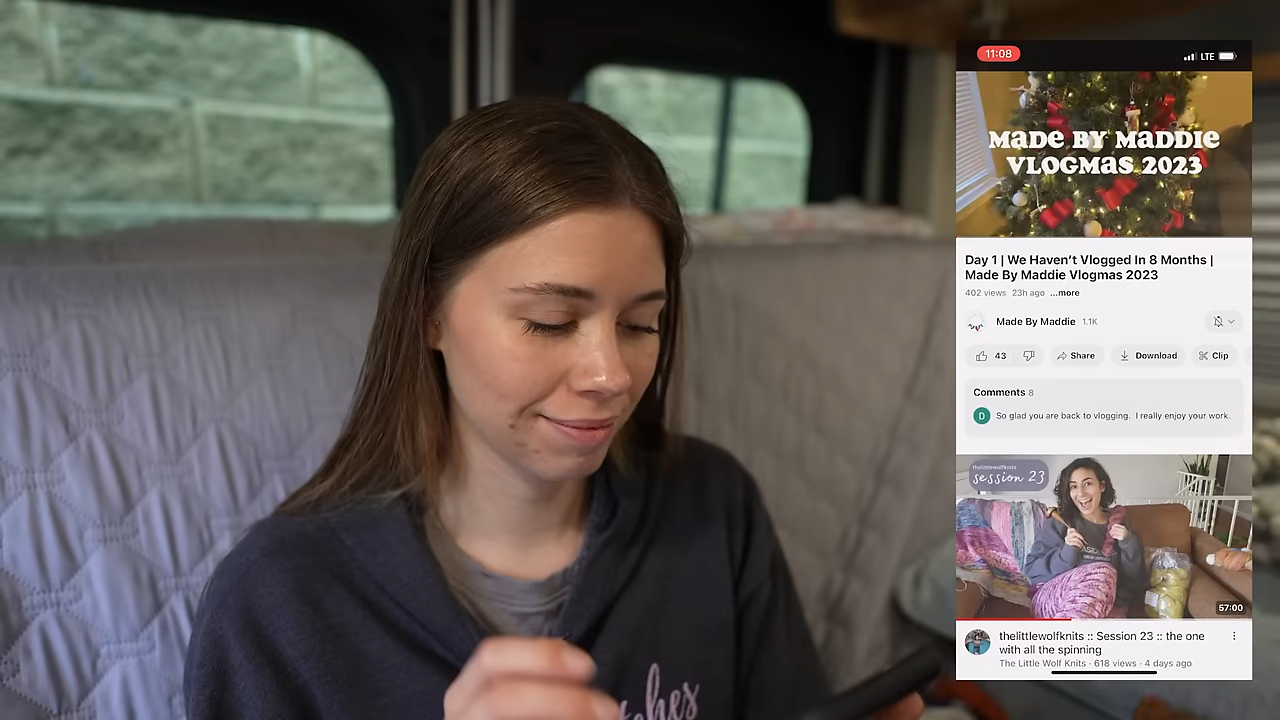 11:08
LTE
MADE BY MADDIE
VLOGMAS 2023
Day 1 | We Haven't Vlogged In 8 Months |
Made By Maddie Vlogmas 2023
402 views 23h ago ...more
Made By Maddie 1.1K
43
Share
Download
Clip
Comments 8
D
So glad you are back to vologging. I really enjoy your work.
thelittlewolfknits
session 23
57:00
thelittlewolfknits :: Session 23 :: the one
with all the spinning
The Little Wolf Knits · 618 views · 4 days ago